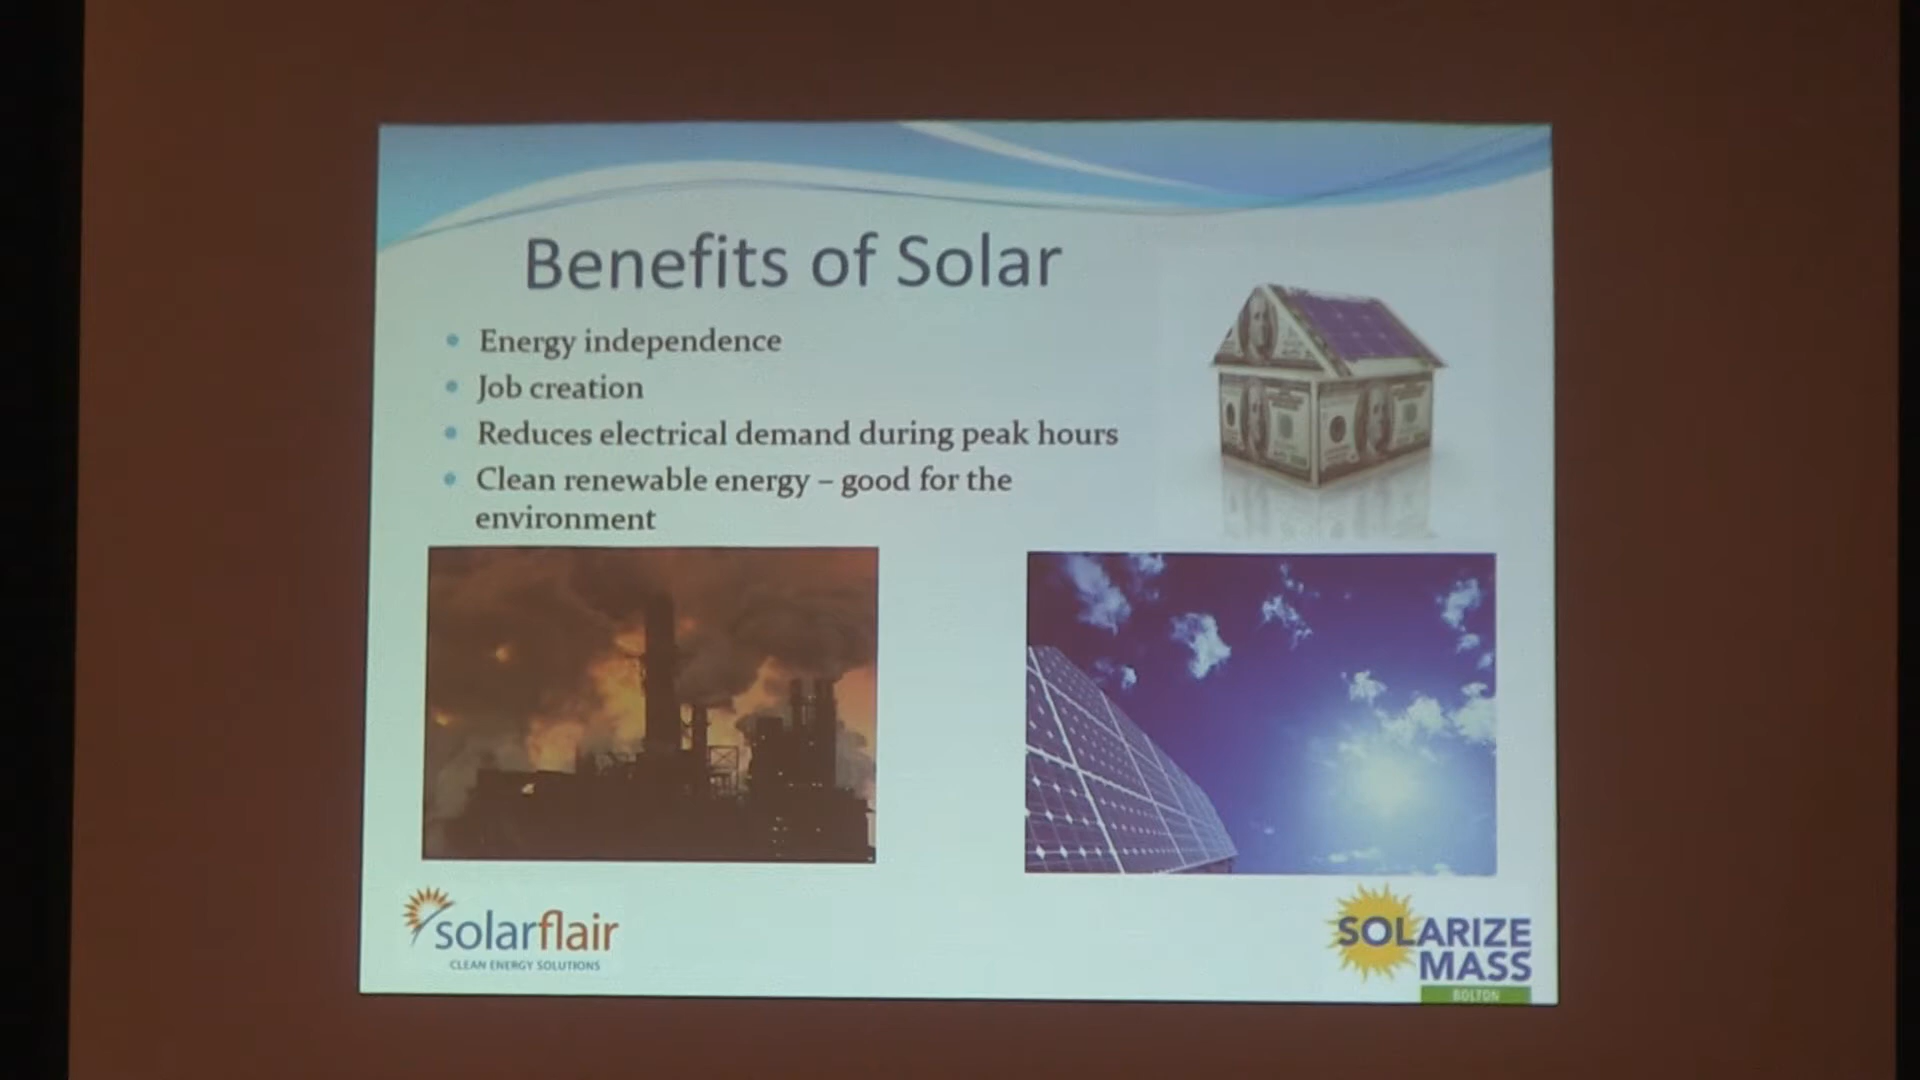 Benefits of Solar
Energy independence
Job creation
Reduces electrical demand during peak hours
Clean renewable energy – good for the
environment
solarflair
CLEAN ENERGY SOLUTIONS
SOLARIZE
MASS
BOLTON